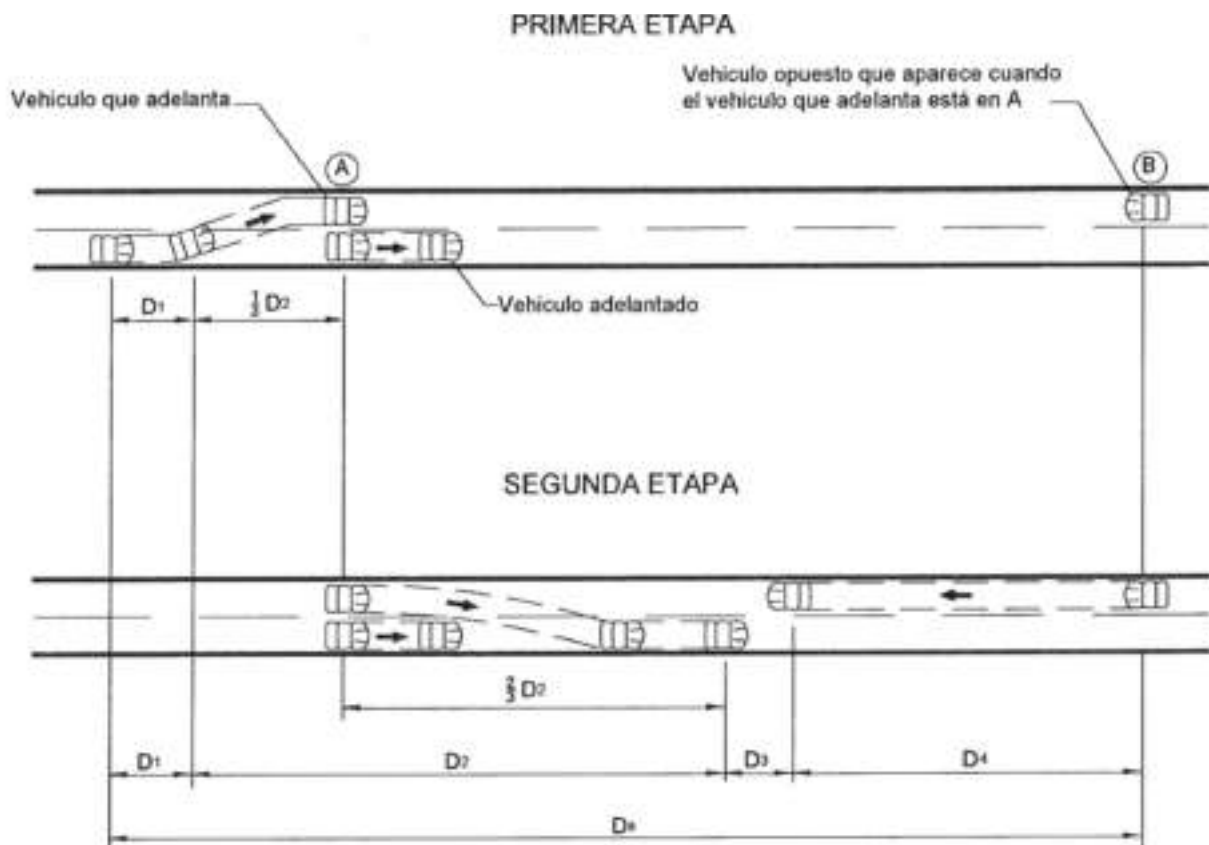 PRIMERA ETAPA
Vehiculo que adelanta
Vehiculo opuesto que aparece cuando
el vehiculo que adelanta está en A
A
B
Vehiculo adelantado
D1
1/3 D2
SEGUNDA ETAPA
2/3 D2
D1
D2
D3
D4
Da